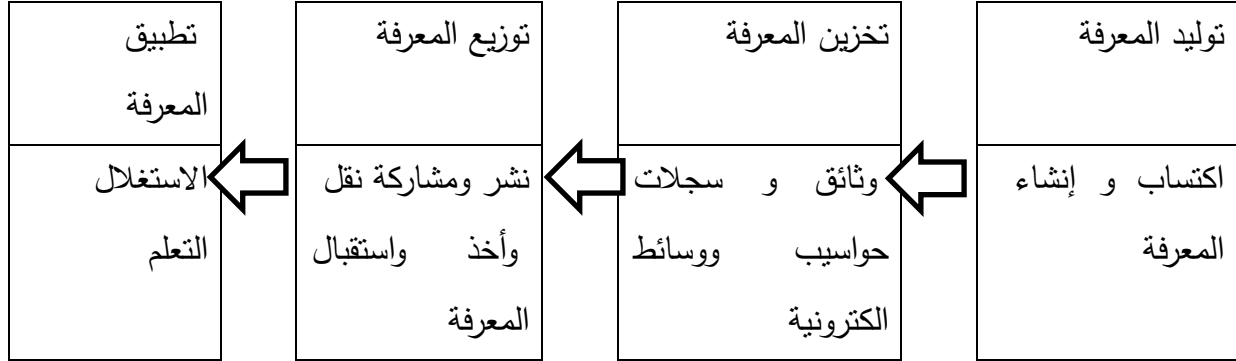 توليد المعرفة
اكتساب و إنشاء
المعرفة
تخزين المعرفة
وثائق و سجلات
حواسيب ووسائط
الكترونية
توزيع المعرفة
نشر ومشاركة نقل
وأخذ واستقبال
المعرفة
تطبيق
المعرفة
الاستغلال
التعلم